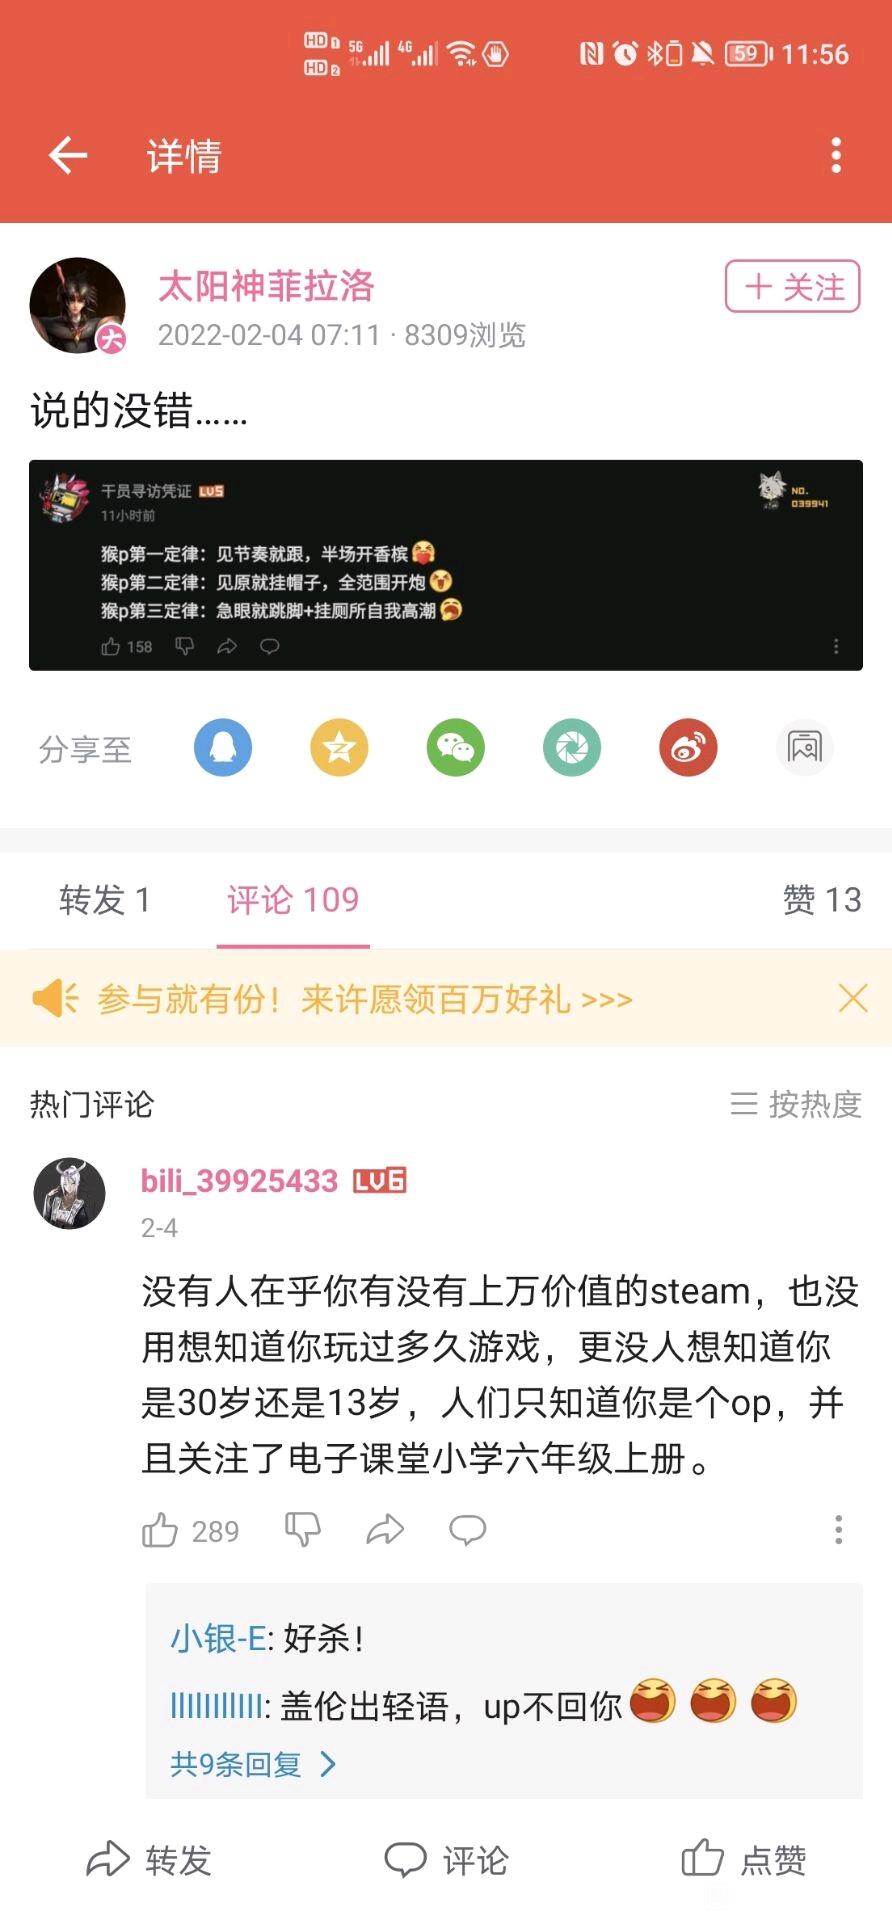 HD 1 5G 4G
HD 2
59 11:56
详情
太阳神菲拉洛
大
+ 关注
2022-02-04 07:11 · 8309浏览
说的没错……
干员寻访凭证 LV5
11小时前
NO.
039941
猴p第一定律：见节奏就跟，半场开香槟
猴p第二定律：见原就挂帽子，全范围开炮
猴p第三定律：急眼就跳脚+挂厕所自我高潮
158
分享至
转发 1
评论 109
赞 13
参与就有份！来许愿领百万好礼 >>>
热门评论
按热度
bili_39925433 LV6
2-4
没有人在乎你有没有上万价值的steam，也没
用想知道你玩过多久游戏，更没人想知道你
是30岁还是13岁，人们只知道你是个op，并
且关注了电子课堂小学六年级上册。
289
小银-E: 好杀！
lllllllllll: 盖伦出轻语，up不回你
共9条回复 >
转发
评论
点赞